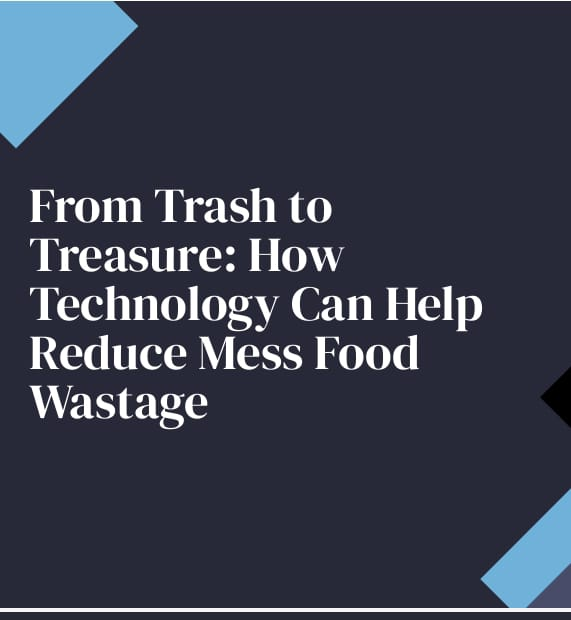 From Trash to
Treasure: How
Technology Can Help
Reduce Mess Food
Wastage